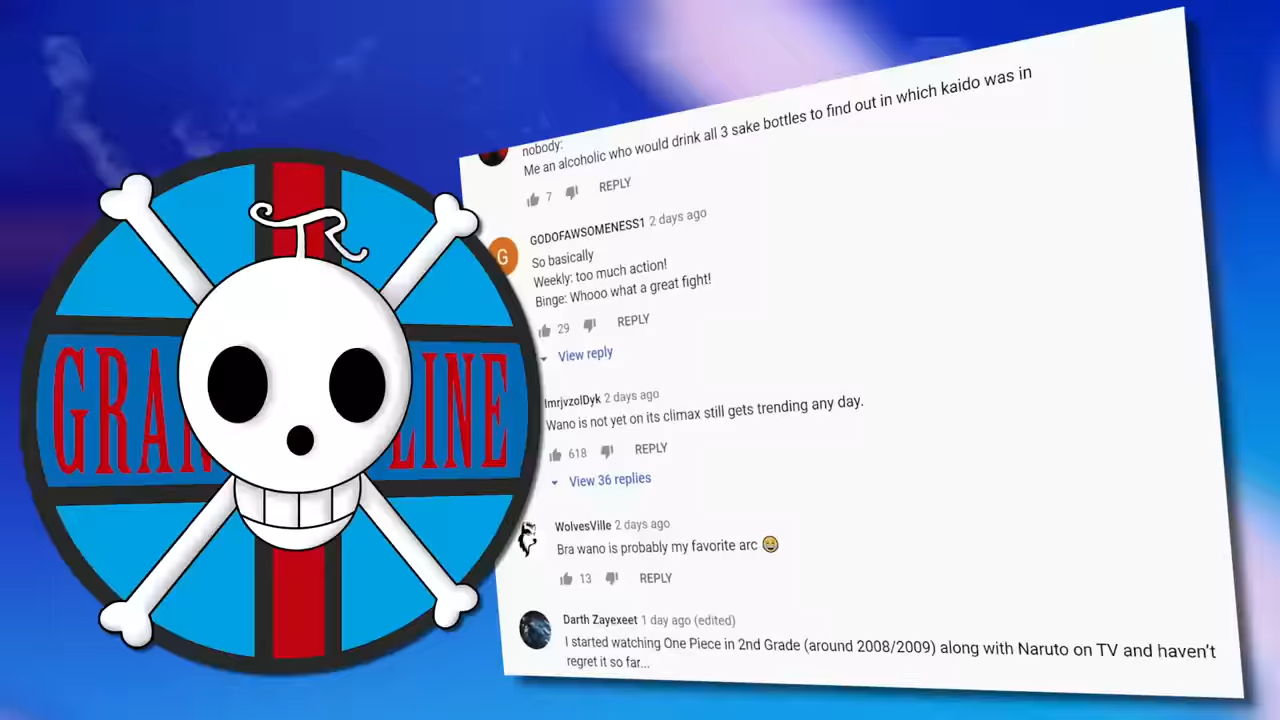 TR
GRA
LINE
nobody:
Me an alcoholic who would drink all 3 sake bottles to find out in which kaido was in
7 REPLY
G
GODOFAWSOMENESS1 2 days ago
So basically
Weekly: too much action!
Binge: Whooo what a great fight!
29 REPLY
View reply
ImrjvzolDyk 2 days ago
Wano is not yet on its climax still gets trending any day.
618 REPLY
View 36 replies
WolvesVille 2 days ago
Bra wano is probably my favorite arc 😄
13 REPLY
Darth Zayexeet 1 day ago (edited)
I started watching One Piece in 2nd Grade (around 2008/2009) along with Naruto on TV and haven't
regret it so far...